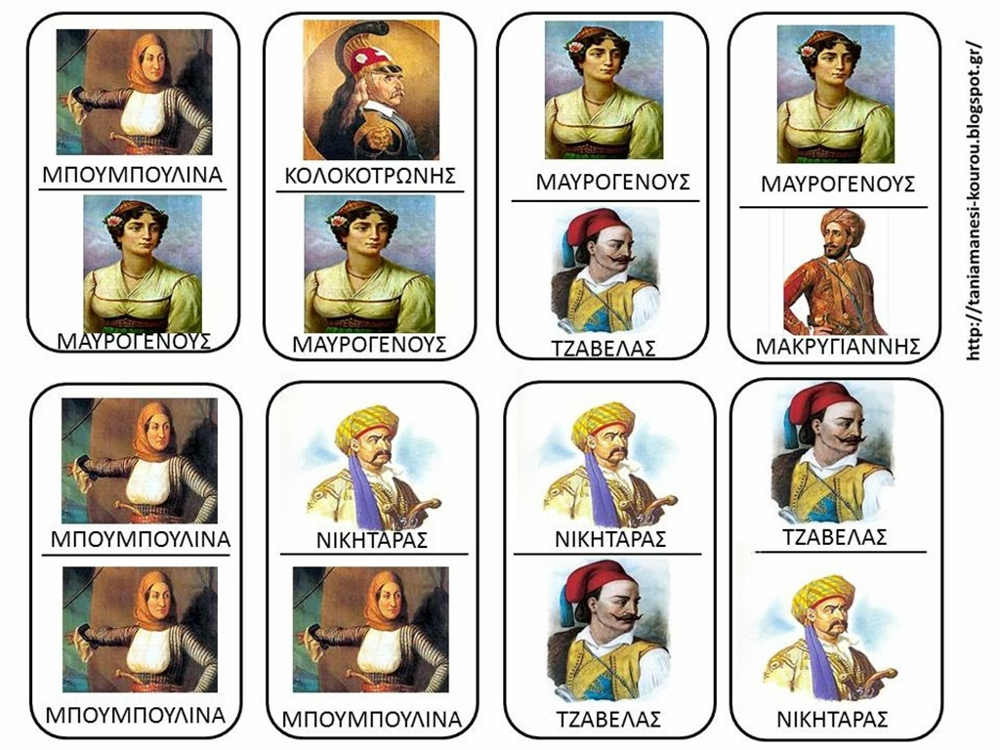 ΜΠΟΥΜΠΟΥΛΙΝΑ
ΜΑΥΡΟΓΕΝΟΥΣ
ΚΟΛΟΚΟΤΡΩΝΗΣ
ΜΑΥΡΟΓΕΝΟΥΣ
ΜΑΥΡΟΓΕΝΟΥΣ
ΤΖΑΒΕΛΑΣ
ΜΑΥΡΟΓΕΝΟΥΣ
ΜΑΚΡΥΓΙΑΝΝΗΣ
ΜΠΟΥΜΠΟΥΛΙΝΑ
ΜΠΟΥΜΠΟΥΛΙΝΑ
ΝΙΚΗΤΑΡΑΣ
ΜΠΟΥΜΠΟΥΛΙΝΑ
ΝΙΚΗΤΑΡΑΣ
ΤΖΑΒΕΛΑΣ
ΤΖΑΒΕΛΑΣ
ΝΙΚΗΤΑΡΑΣ
http://taniamanesi-kourou.blogspot.gr/